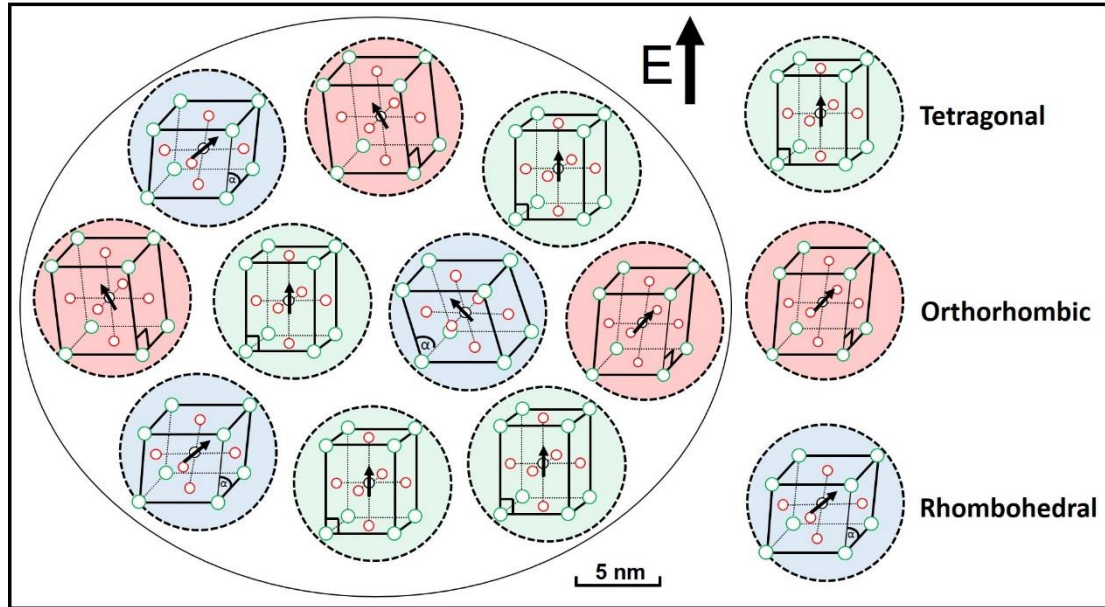 E
Tetragonal
α
Orthorhombic
α
α
Rhombohedral
α
5 nm